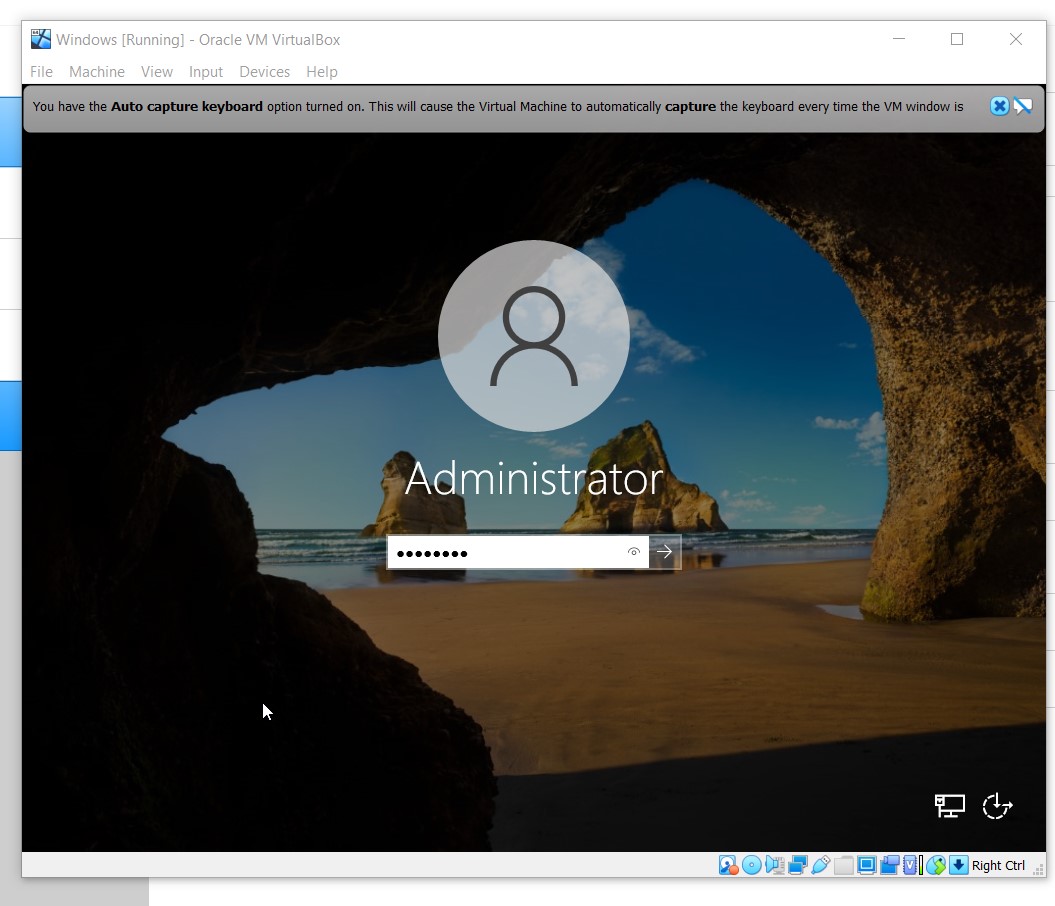 Windows [Running] - Oracle VM VirtualBox
File Machine View Input Devices Help
You have the Auto capture keyboard option turned on. This will cause the Virtual Machine to automatically capture the keyboard every time the VM window is
Administrator
Right Ctrl